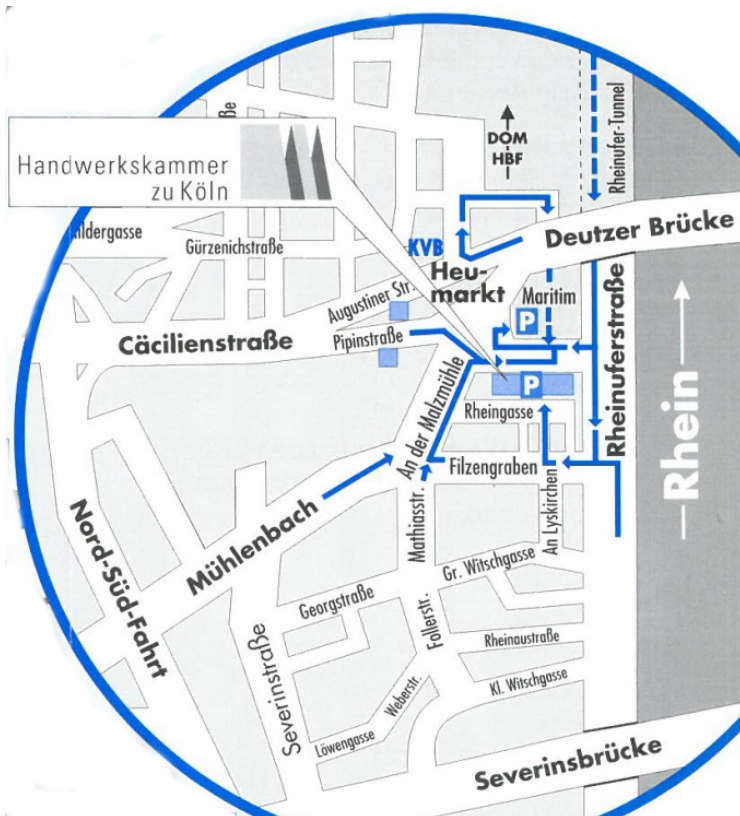 Rheinufer-Tunnel
DOM
HBF
Handwerkskammer
zu Köln
ldergasse
Gürzenichstraße
KVB
Heu-
markt
Deutzer Brücke
Augustiner Str.
Maritim
P
Cäcilienstraße
Pipinstraße
An der Malzmühle
P
Rheingasse
Rheinuferstraße
Rhein
Filzengraben
Mühlenbach
Mathiasstr.
An Lyskirchen
Nord-Süd-Fahrt
Gr. Witschgasse
Georgstraße
Follerstr.
Severinstraße
Rheinaustraße
Weberstr.
Kl. Witschgasse
Löwengasse
Severinsbrücke